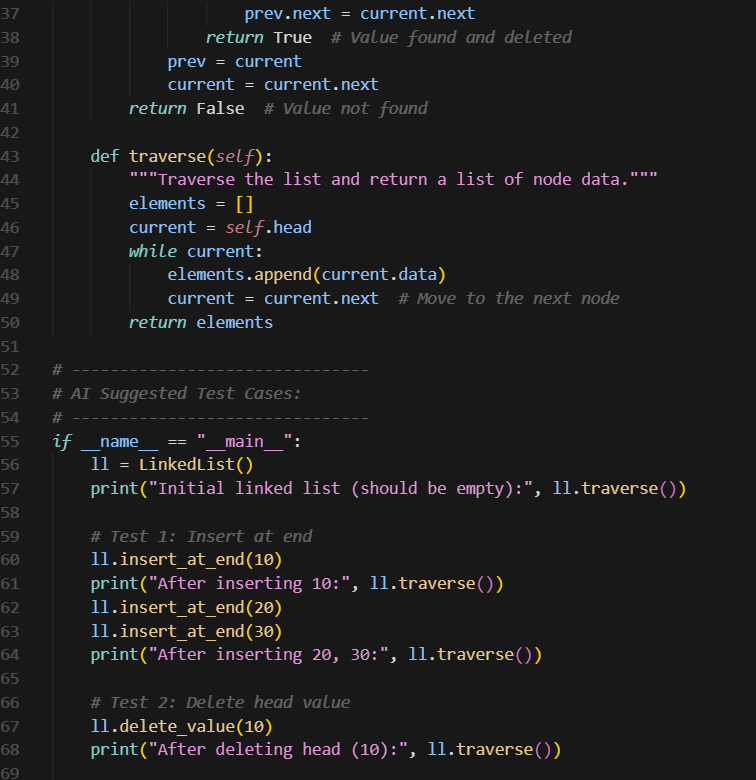 37 prev.next = current.next
38 return True  # Value found and deleted
39 prev = current
40 current = current.next
41 return False  # Value not found
42
43 def traverse(self):
44 """Traverse the list and return a list of node data."""
45 elements = []
46 current = self.head
47 while current:
48 elements.append(current.data)
49 current = current.next  # Move to the next node
50 return elements
51
52 # -------------------------------
53 # AI Suggested Test Cases:
54 # -------------------------------
55 if __name__ == "__main__":
56 ll = LinkedList()
57 print("Initial linked list (should be empty):", ll.traverse())
58
59 # Test 1: Insert at end
60 ll.insert_at_end(10)
61 print("After inserting 10:", ll.traverse())
62 ll.insert_at_end(20)
63 ll.insert_at_end(30)
64 print("After inserting 20, 30:", ll.traverse())
65
66 # Test 2: Delete head value
67 ll.delete_value(10)
68 print("After deleting head (10):", ll.traverse())
69